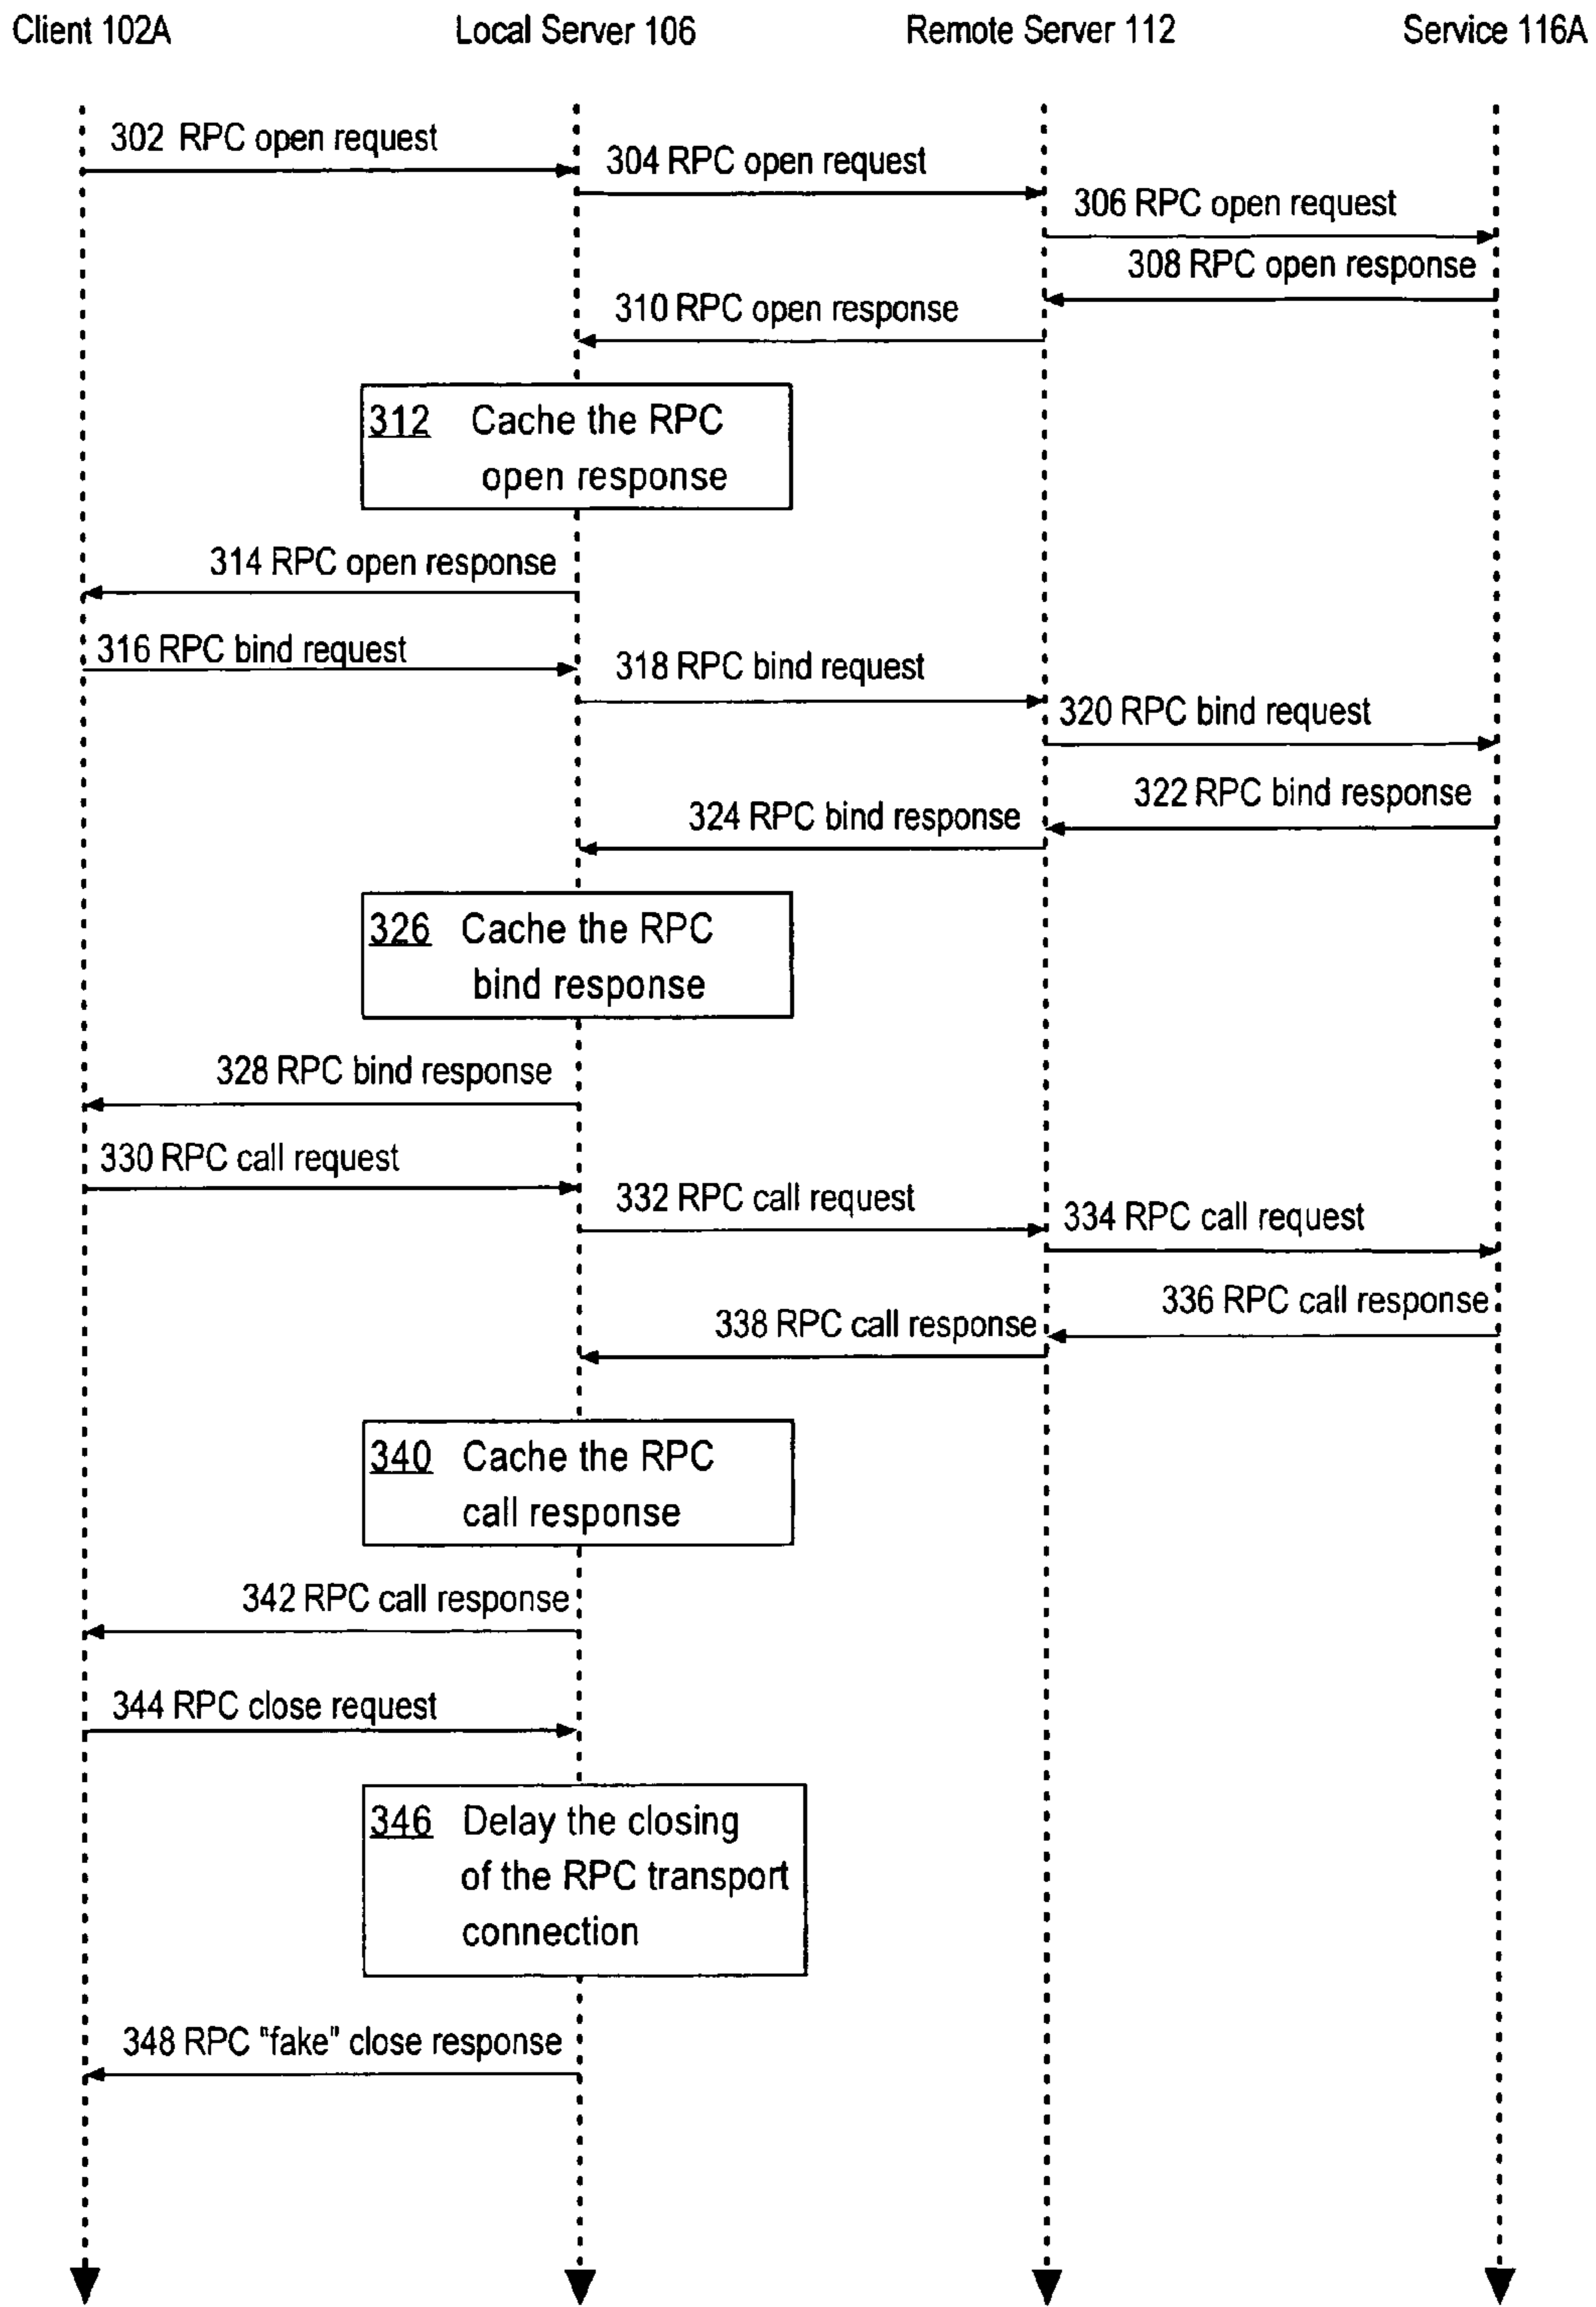 Client 102A Local Server 106 Remote Server 112 Service 116A
302 RPC open request
304 RPC open request
306 RPC open request
308 RPC open response
310 RPC open response
312 Cache the RPC
open response
314 RPC open response
316 RPC bind request
318 RPC bind request
320 RPC bind request
322 RPC bind response
324 RPC bind response
326 Cache the RPC
bind response
328 RPC bind response
330 RPC call request
332 RPC call request
334 RPC call request
336 RPC call response
338 RPC call response
340 Cache the RPC
call response
342 RPC call response
344 RPC close request
346 Delay the closing
of the RPC transport
connection
348 RPC "fake" close response